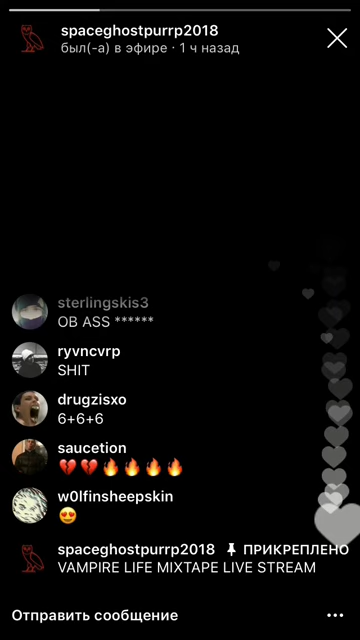 spaceghostpurrp2018
был(-а) в эфире · 1 ч назад
sterlingskis3
OB ASS ******
ryvncvrp
SHIT
drugzisxo
6+6+6
saucetion
💔💔🔥🔥🔥🔥
w0lfinsheepskin
😍
spaceghostpurrp2018 📌 ПРИКРЕПЛЕНО
VAMPIRE LIFE MIXTAPE LIVE STREAM
Отправить сообщение